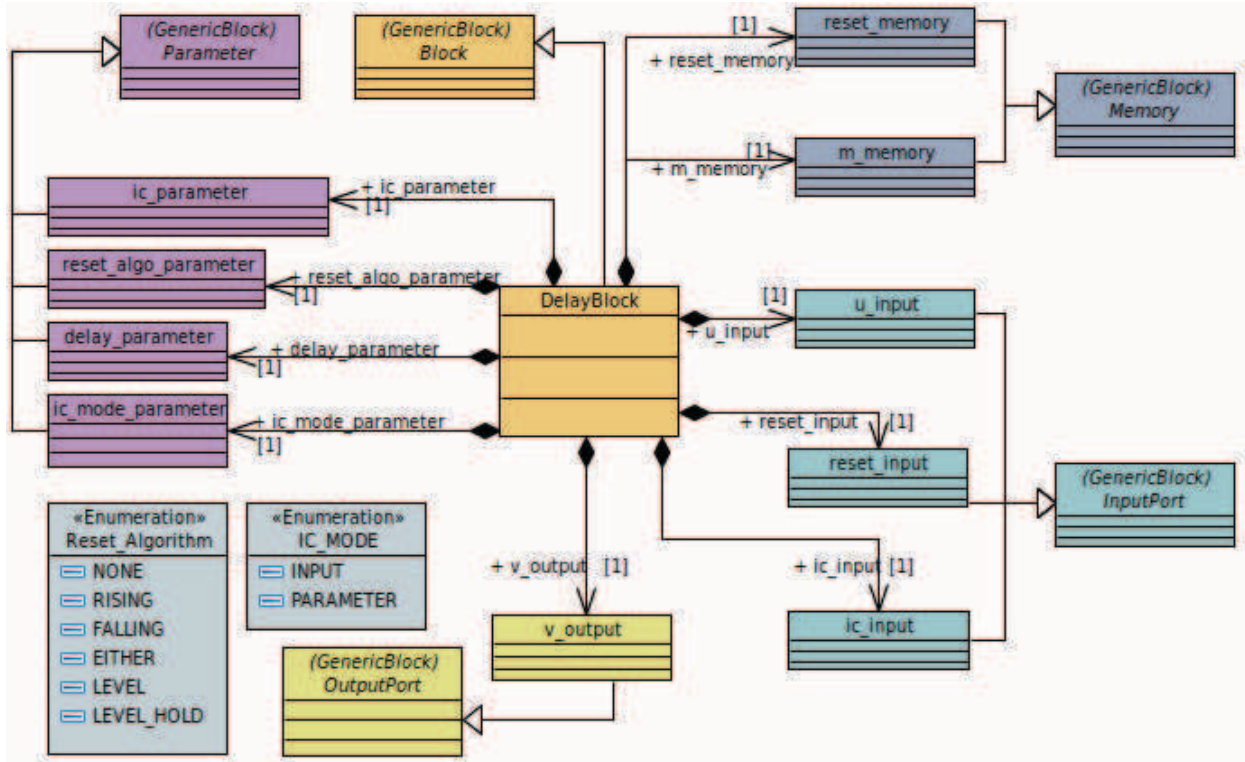 (GenericBlock)
Parameter
(GenericBlock)
Block
[1]
+ reset_memory
reset_memory
(GenericBlock)
Memory
[1]
+ m_memory
m_memory
ic_parameter
+ ic_parameter
[1]
reset_algo_parameter
+ reset_algo_parameter
[1]
DelayBlock
[1]
+ u_input
u_input
delay_parameter
+ delay_parameter
[1]
ic_mode_parameter
+ ic_mode_parameter
[1]
+ reset_input [1]
reset_input
(GenericBlock)
InputPort
«Enumeration»
Reset_Algorithm
NONE
RISING
FALLING
EITHER
LEVEL
LEVEL_HOLD
«Enumeration»
IC_MODE
INPUT
PARAMETER
+ v_output [1]
v_output
+ ic_input [1]
ic_input
(GenericBlock)
OutputPort